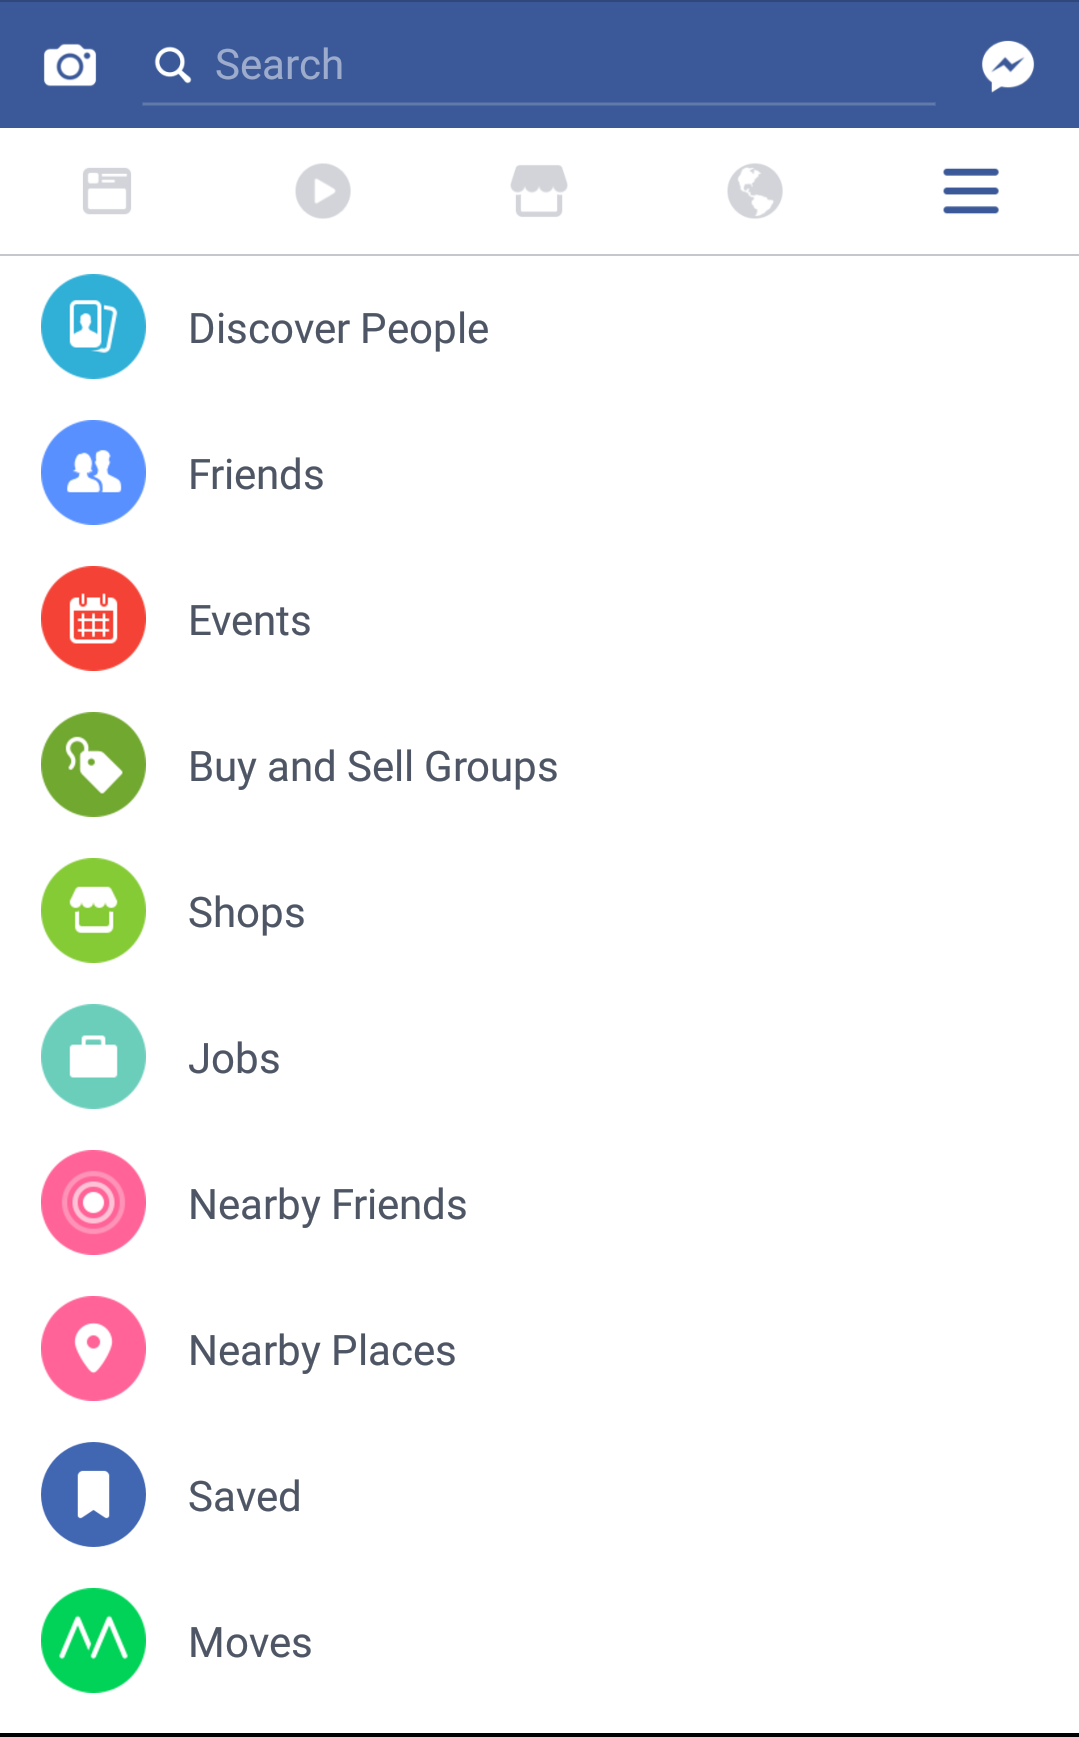 Search
Discover People
Friends
Events
Buy and Sell Groups
Shops
Jobs
Nearby Friends
Nearby Places
Saved
Moves